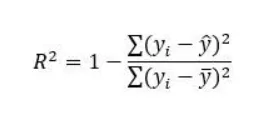 R² = 1 − Σ(yᵢ − ŷ)² / Σ(yᵢ − ȳ)²